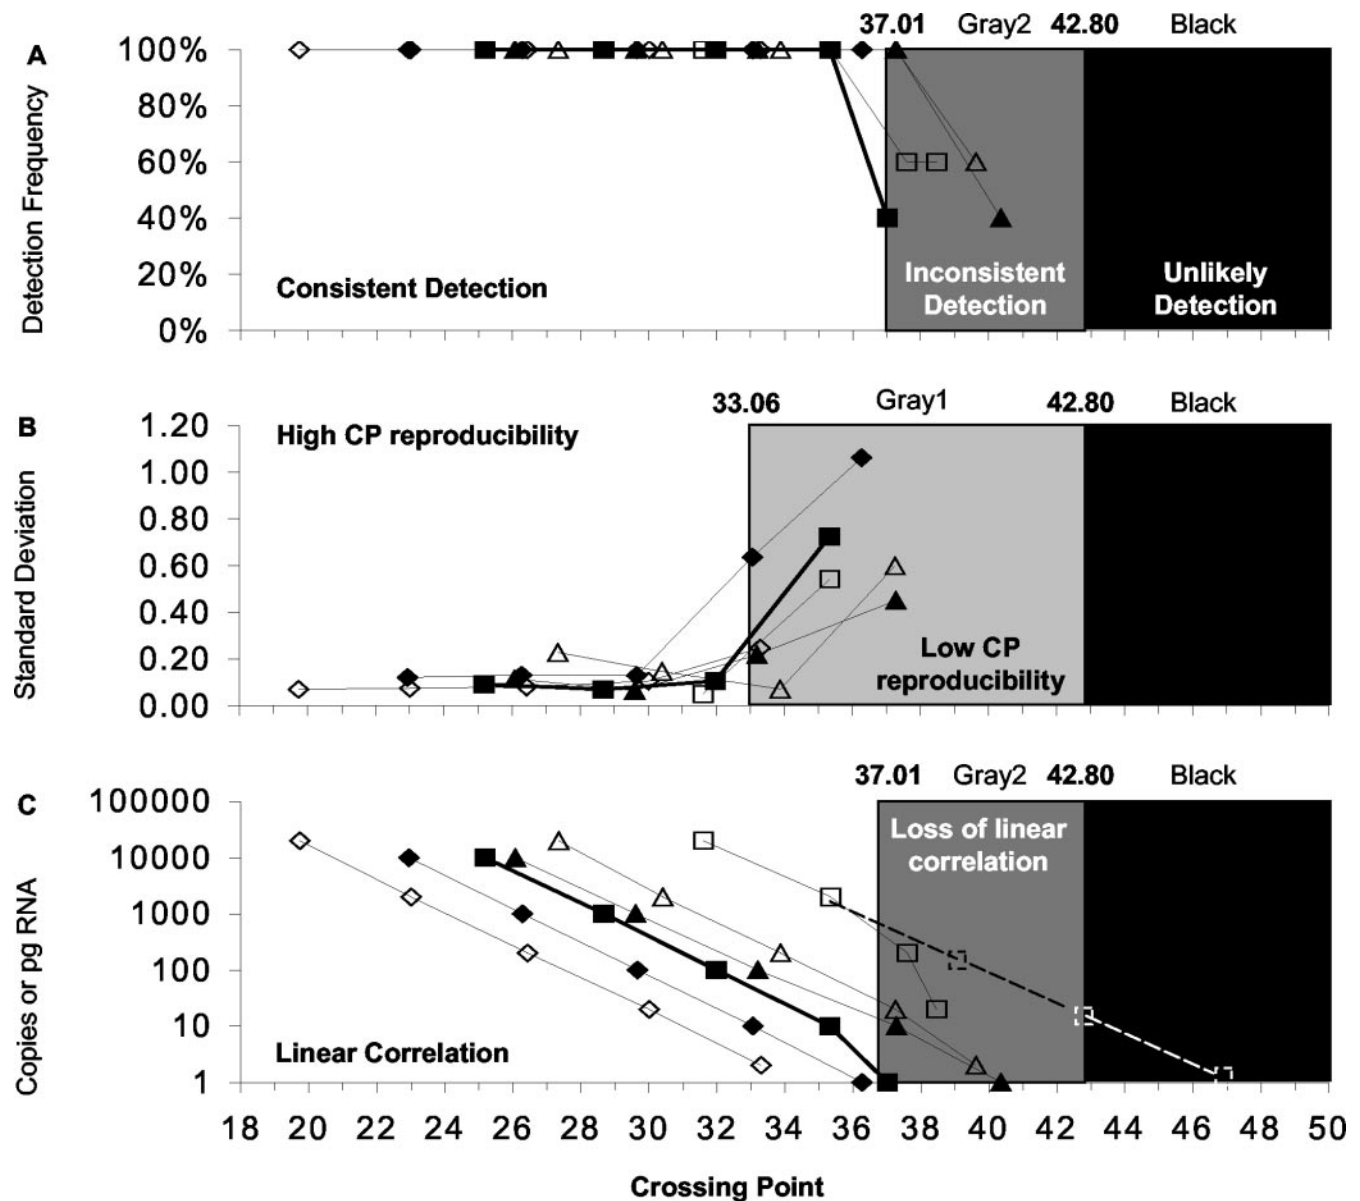 37.01 Gray2 42.80 Black
A
Detection Frequency
100%
80%
60%
40%
20%
0%
Consistent Detection
Inconsistent
Detection
Unlikely
Detection
33.06 Gray1 42.80 Black
B
Standard Deviation
1.20
1.00
0.80
0.60
0.40
0.20
0.00
High CP reproducibility
Low CP
reproducibility
37.01 Gray2 42.80 Black
C
Copies or pg RNA
100000
10000
1000
100
10
1
Loss of linear
correlation
Linear Correlation
18 20 22 24 26 28 30 32 34 36 38 40 42 44 46 48 50
Crossing Point